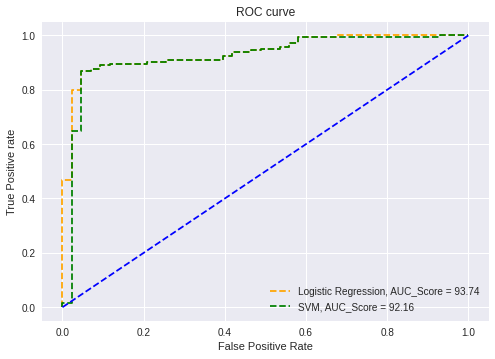 ROC curve
1.0
0.8
0.6
0.4
0.2
0.0
True Positive rate
Logistic Regression, AUC_Score = 93.74
SVM, AUC_Score = 92.16
0.0 0.2 0.4 0.6 0.8 1.0
False Positive Rate